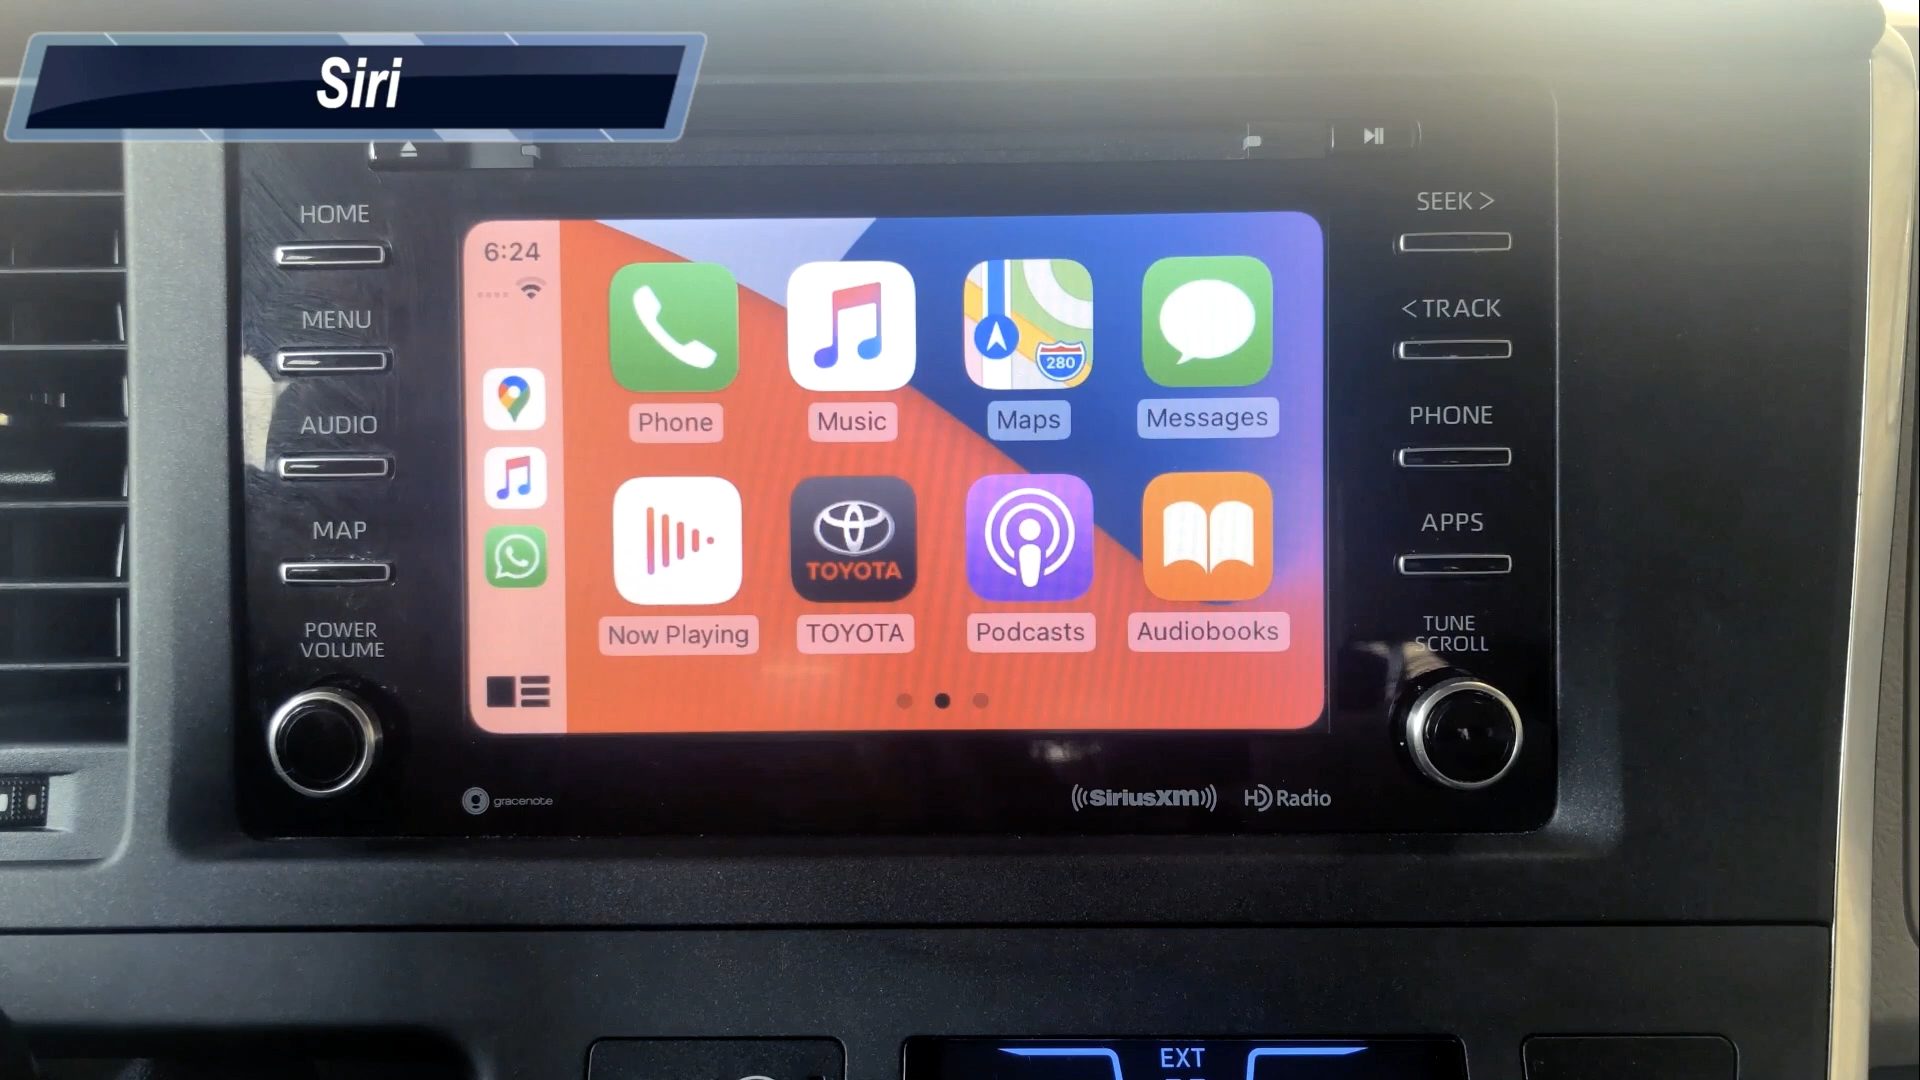 Siri
HOME
MENU
AUDIO
MAP
POWER
VOLUME
6:24
Phone
Music
280
Maps
Messages
Now Playing
TOYOTA
TOYOTA
Podcasts
Audiobooks
SEEK >
< TRACK
PHONE
APPS
TUNE
SCROLL
gracenote
((SiriusXM))
HD Radio
EXT